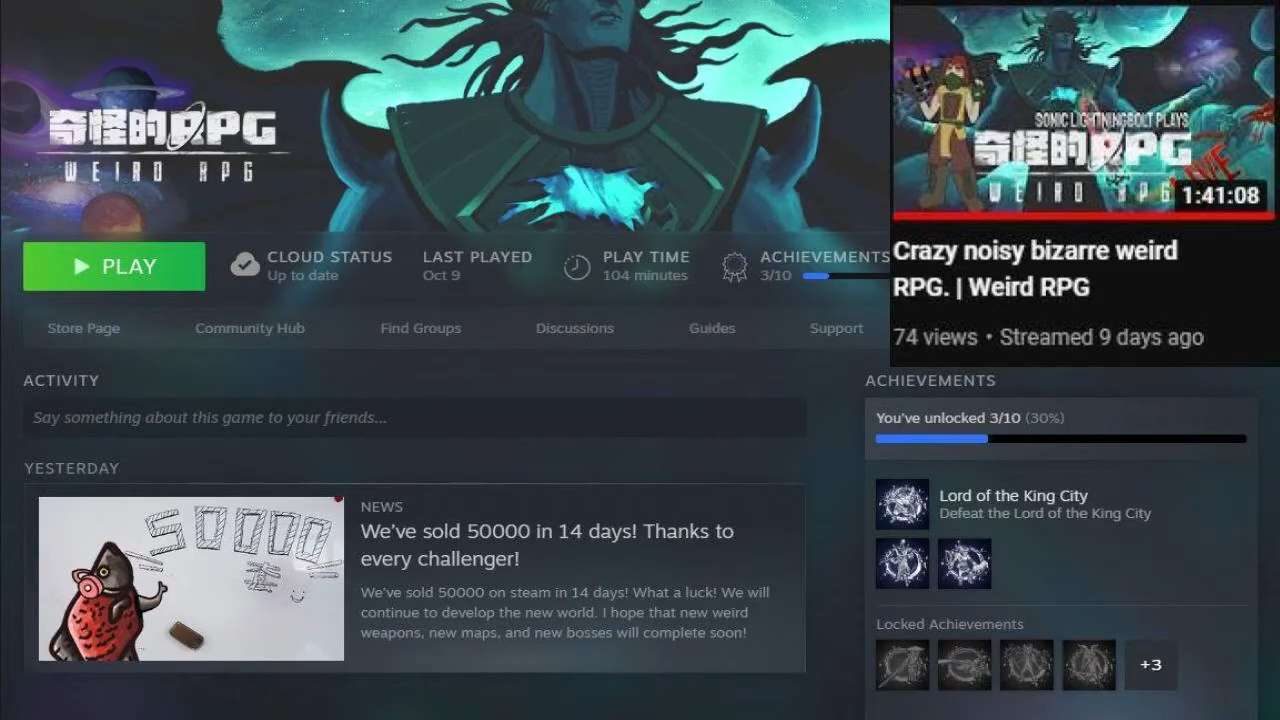 奇怪的RPG
WEIRD RPG
PLAY
CLOUD STATUS
Up to date
LAST PLAYED
Oct 9
PLAY TIME
104 minutes
ACHIEVEMENTS
3/10
SONIC LIGHTNINGBOLT PLAYS
奇怪的RPG
WEIRD RPG
LIVE
1:41:08
Crazy noisy bizarre weird
RPG. | Weird RPG
74 views • Streamed 9 days ago
Store Page
Community Hub
Find Groups
Discussions
Guides
Support
ACTIVITY
Say something about this game to your friends...
YESTERDAY
50000
套
NEWS
We've sold 50000 in 14 days! Thanks to
every challenger!
We've sold 50000 on steam in 14 days! What a luck! We will
continue to develop the new world. I hope that new weird
weapons, new maps, and new bosses will complete soon!
ACHIEVEMENTS
You've unlocked 3/10 (30%)
Lord of the King City
Defeat the Lord of the King City
Locked Achievements
+3